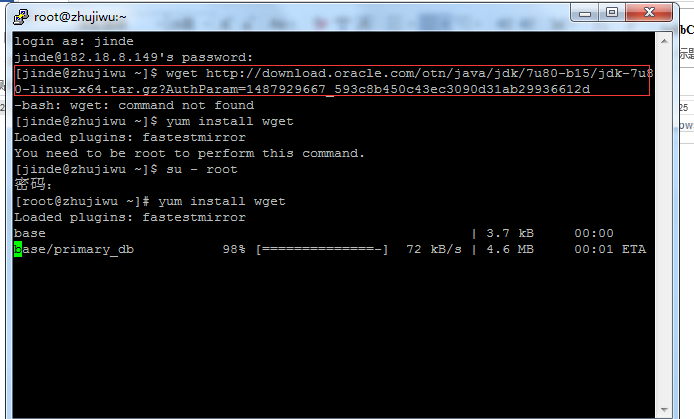 root@zhujiwu:~
login as: jinde
jinde@182.18.8.149's password:
[jinde@zhujiwu ~]$ wget http://download.oracle.com/otn/java/jdk/7u80-b15/jdk-7u8
0-linux-x64.tar.gz?AuthParam=1487929667_593c8b450c43ec3090d31ab29936612d
-bash: wget: command not found
[jinde@zhujiwu ~]$ yum install wget
Loaded plugins: fastestmirror
You need to be root to perform this command.
[jinde@zhujiwu ~]$ su - root
密码：
[root@zhujiwu ~]# yum install wget
Loaded plugins: fastestmirror
base | 3.7 kB 00:00
base/primary_db 98% [==============-] 72 kB/s | 4.6 MB 00:01 ETA